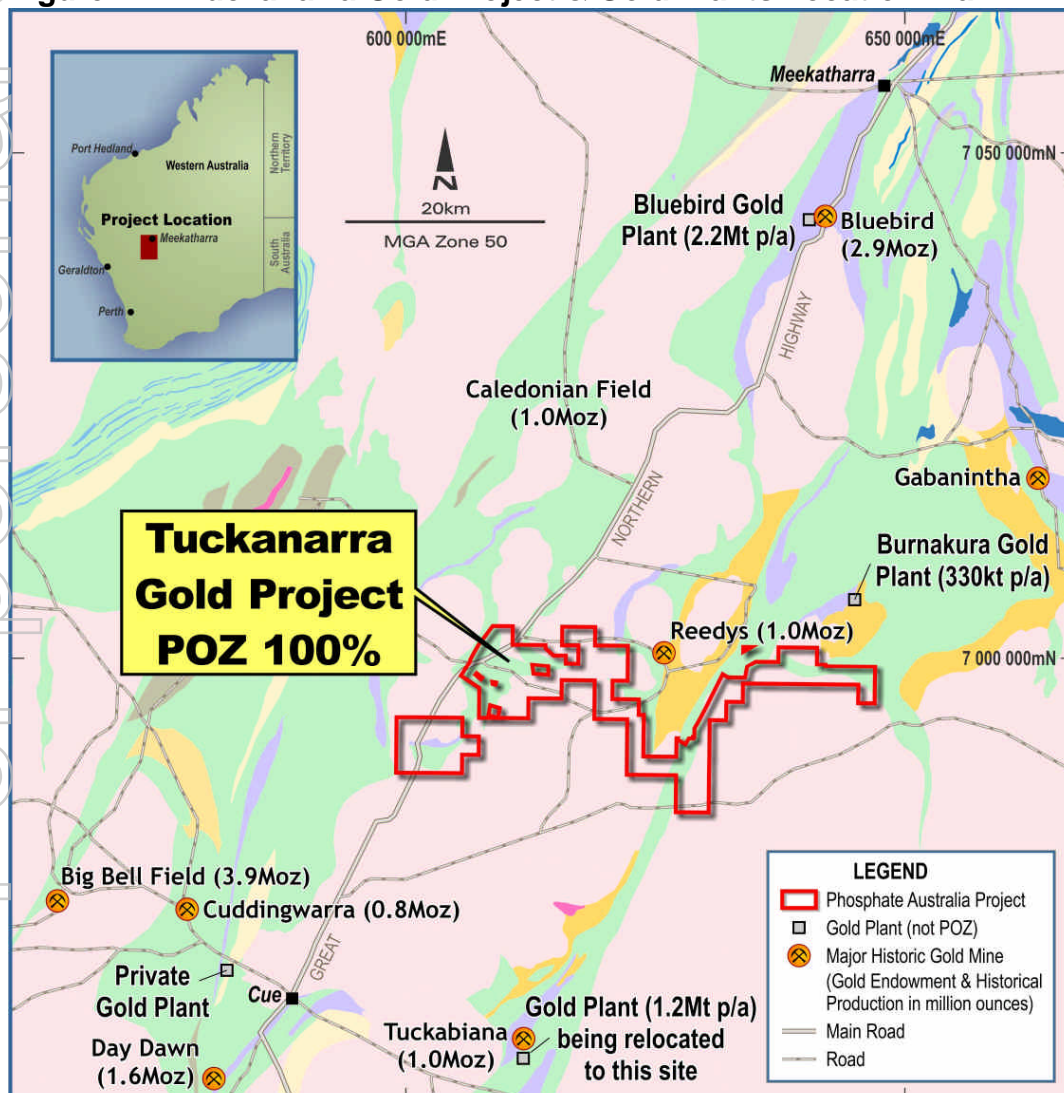 600 000mE
650 000mE
Meekatharra
7 050 000mN
Port Hedland
Western Australia
Northern
Territory
Project Location
Meekatharra
South
Australia
Geraldton
Perth
N
20km
MGA Zone 50
Bluebird Gold
Plant (2.2Mt p/a)
Bluebird
(2.9Moz)
HIGHWAY
Caledonian Field
(1.0Moz)
NORTHERN
Gabanintha
Tuckanarra
Gold Project
POZ 100%
Burnakura Gold
Plant (330kt p/a)
Reedys (1.0Moz)
7 000 000mN
Big Bell Field (3.9Moz)
Cuddingwarra (0.8Moz)
GREAT
Private
Gold Plant
Cue
Day Dawn
(1.6Moz)
Tuckabiana
(1.0Moz)
Gold Plant (1.2Mt p/a)
being relocated
to this site
LEGEND
Phosphate Australia Project
Gold Plant (not POZ)
Major Historic Gold Mine
(Gold Endowment & Historical
Production in million ounces)
Main Road
Road